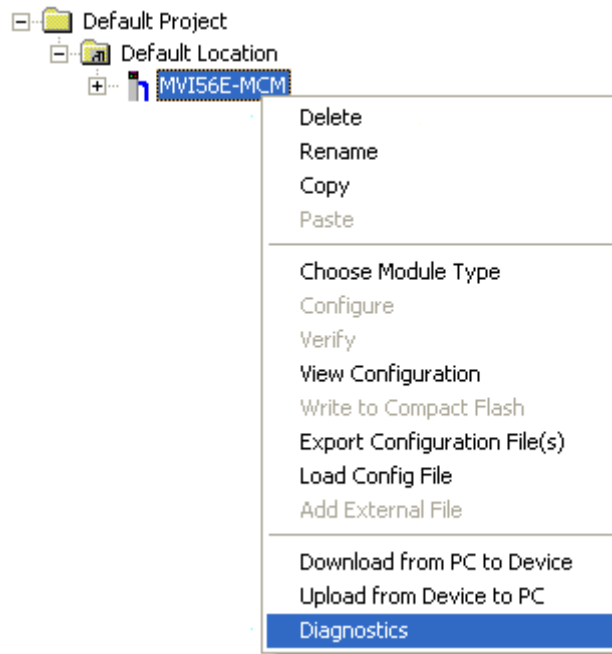 Default Project
Default Location
MVI56E-MCM
Delete
Rename
Copy
Paste
Choose Module Type
Configure
Verify
View Configuration
Write to Compact Flash
Export Configuration File(s)
Load Config File
Add External File
Download from PC to Device
Upload from Device to PC
Diagnostics